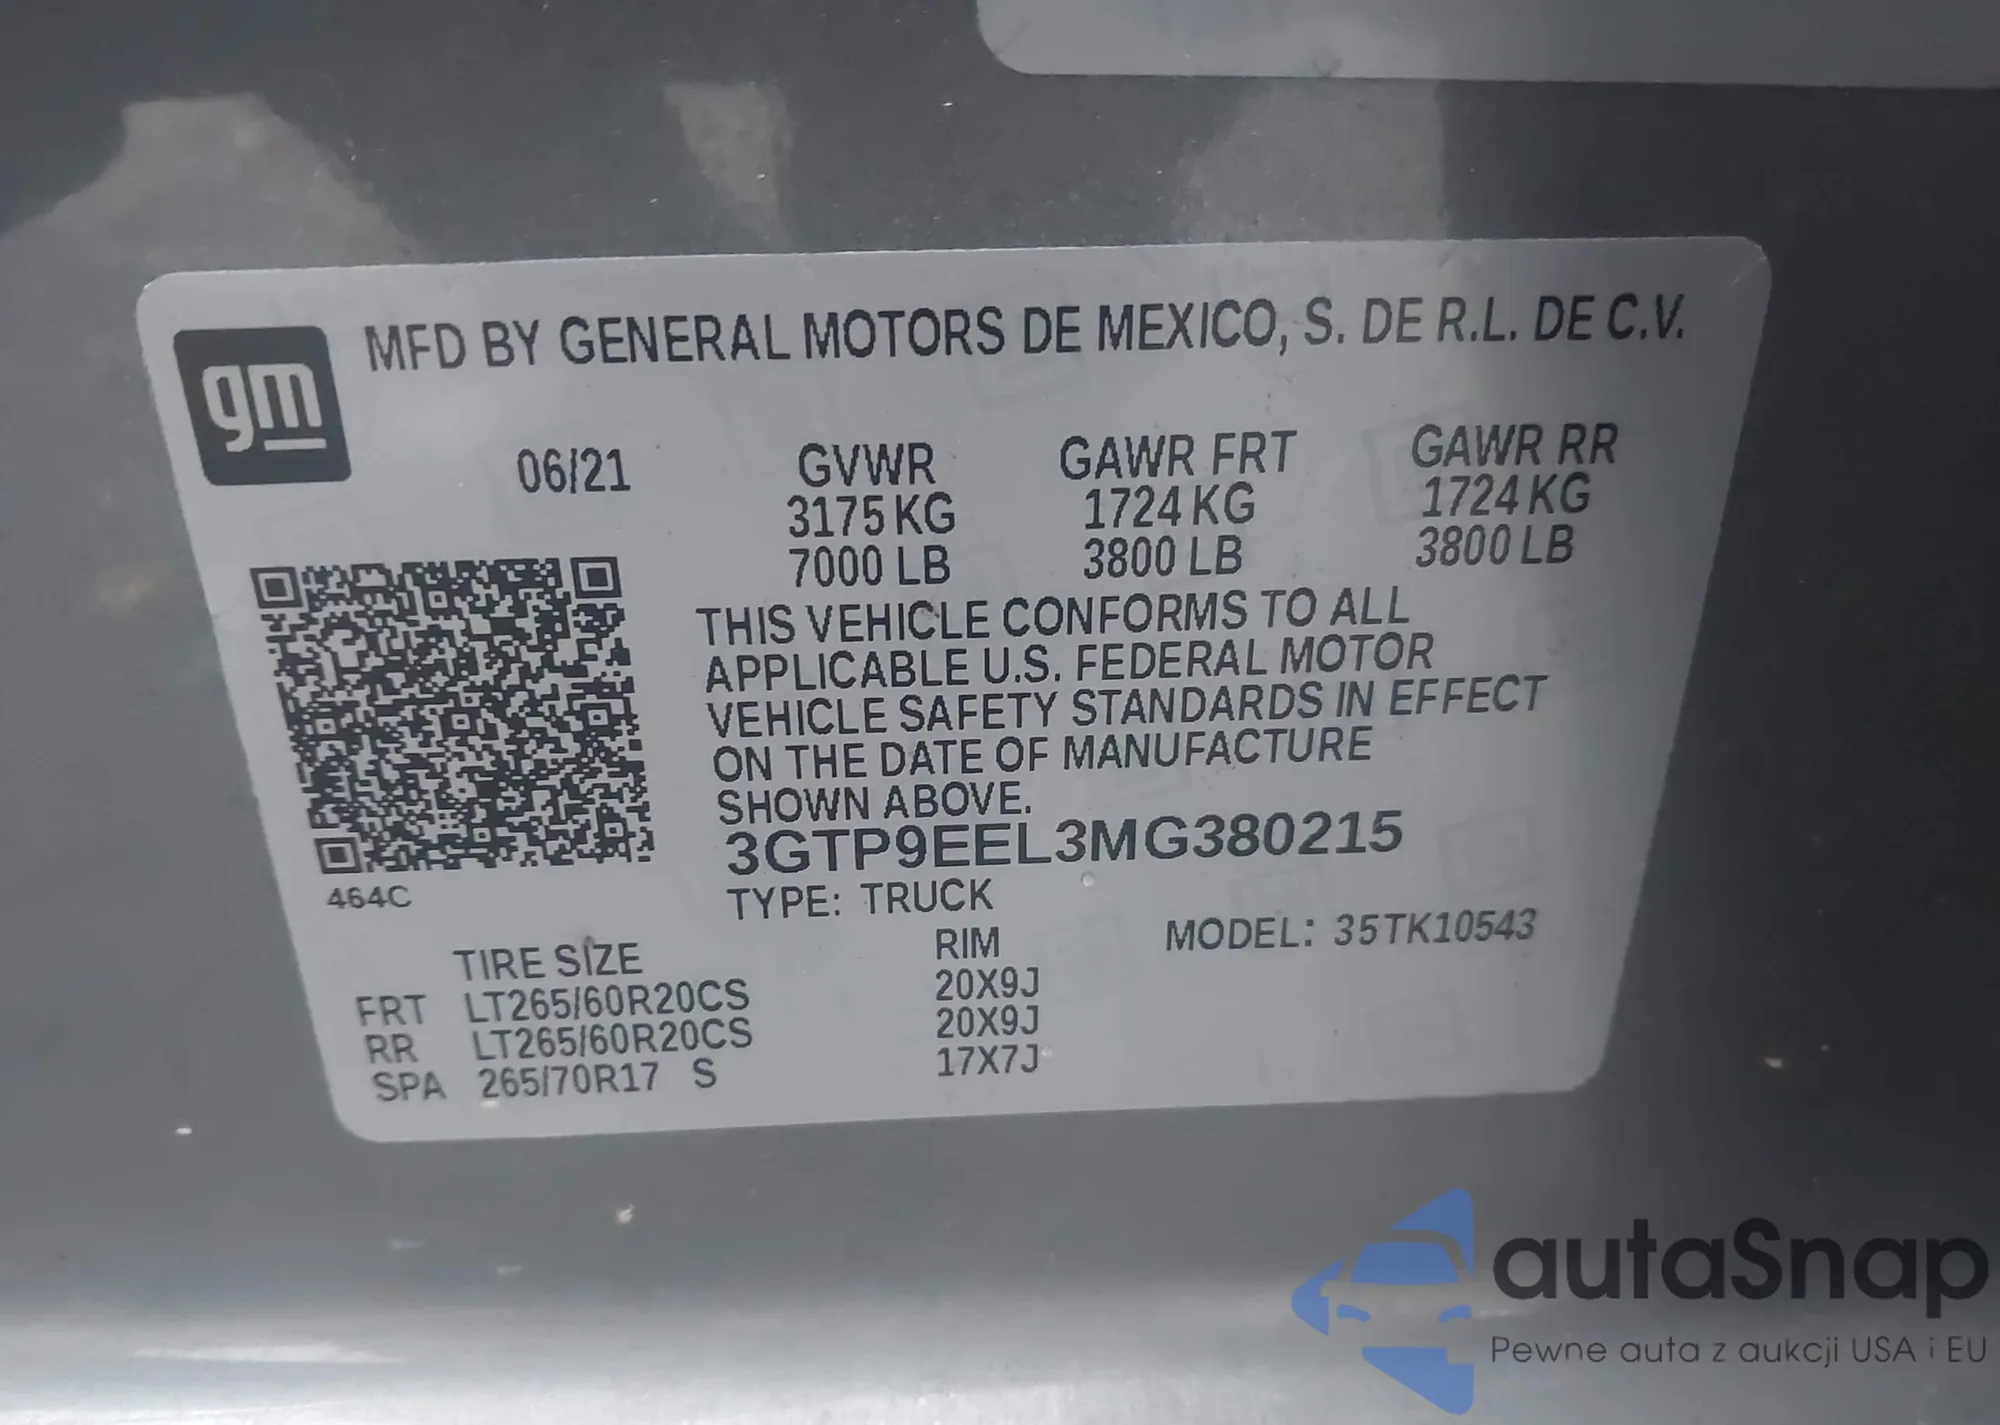 gm
MFD BY GENERAL MOTORS DE MEXICO, S. DE R.L. DE C.V.
06/21 GVWR GAWR FRT GAWR RR
3175 KG 1724 KG 1724 KG
7000 LB 3800 LB 3800 LB
THIS VEHICLE CONFORMS TO ALL
APPLICABLE U.S. FEDERAL MOTOR
VEHICLE SAFETY STANDARDS IN EFFECT
ON THE DATE OF MANUFACTURE
SHOWN ABOVE.
3GTP9EEL3MG380215
464C
TYPE: TRUCK MODEL: 35TK10543
TIRE SIZE RIM
FRT LT265/60R20CS 20X9J
RR LT265/60R20CS 20X9J
SPA 265/70R17 S 17X7J
autaSnap
Pewne auta z aukcji USA i EU